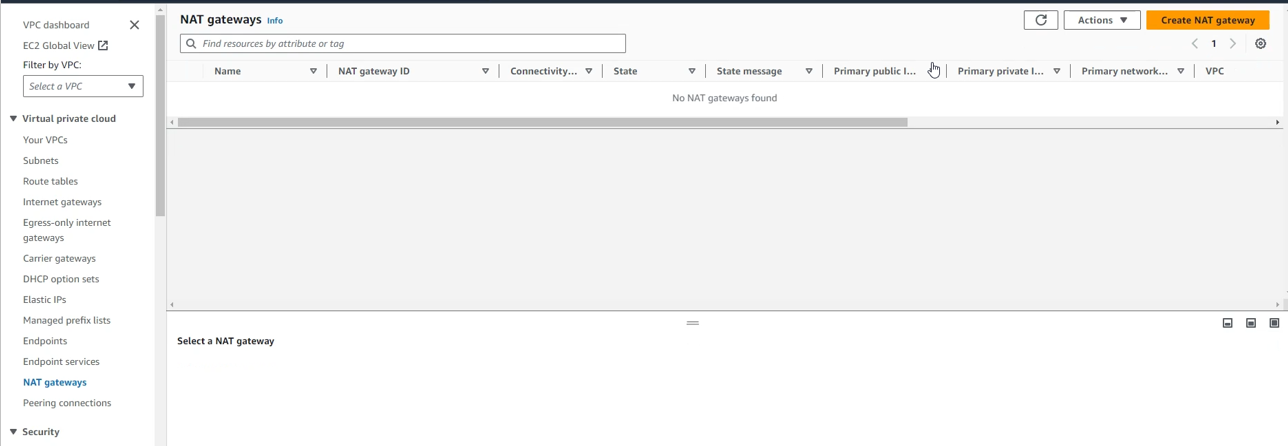 VPC dashboard
EC2 Global View
Filter by VPC:
Select a VPC
Virtual private cloud
Your VPCs
Subnets
Route tables
Internet gateways
Egress-only internet
gateways
Carrier gateways
DHCP option sets
Elastic IPs
Managed prefix lists
Endpoints
Endpoint services
NAT gateways
Peering connections
Security
NAT gateways Info
Actions
Create NAT gateway
Find resources by attribute or tag
1
Name NAT gateway ID Connectivity... State State message Primary public I... Primary private I... Primary network... VPC
No NAT gateways found
Select a NAT gateway